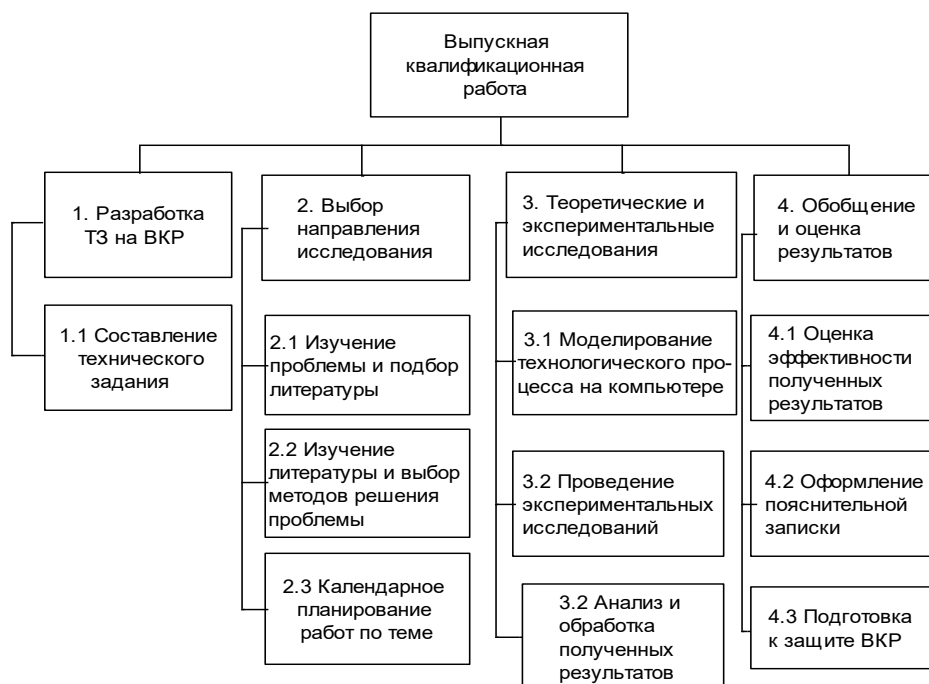 Выпускная
квалификационная
работа
1. Разработка
ТЗ на ВКР
1.1 Составление
технического
задания
2. Выбор
направления
исследования
2.1 Изучение
проблемы и подбор
литературы
2.2 Изучение
литературы и выбор
методов решения
проблемы
2.3 Календарное
планирование
работ по теме
3. Теоретические и
экспериментальные
исследования
3.1 Моделирование
технологического про-
цесса на компьютере
3.2 Проведение
экспериментальных
исследований
3.2 Анализ и
обработка
полученных
результатов
4. Обобщение
и оценка
результатов
4.1 Оценка
эффективности
полученных
результатов
4.2 Оформление
пояснительной
записки
4.3 Подготовка
к защите ВКР